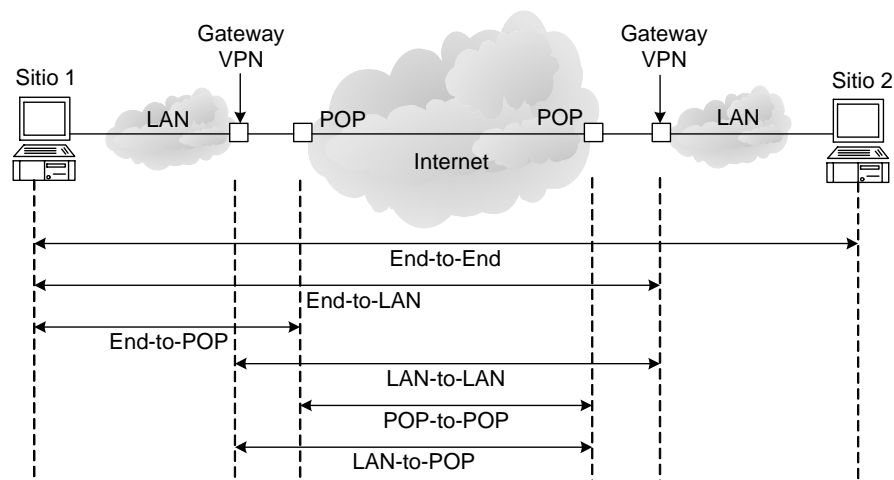 Gateway
VPN
Gateway
VPN
Sitio 1
Sitio 2
LAN
POP
POP
LAN
Internet
End-to-End
End-to-LAN
End-to-POP
LAN-to-LAN
POP-to-POP
LAN-to-POP